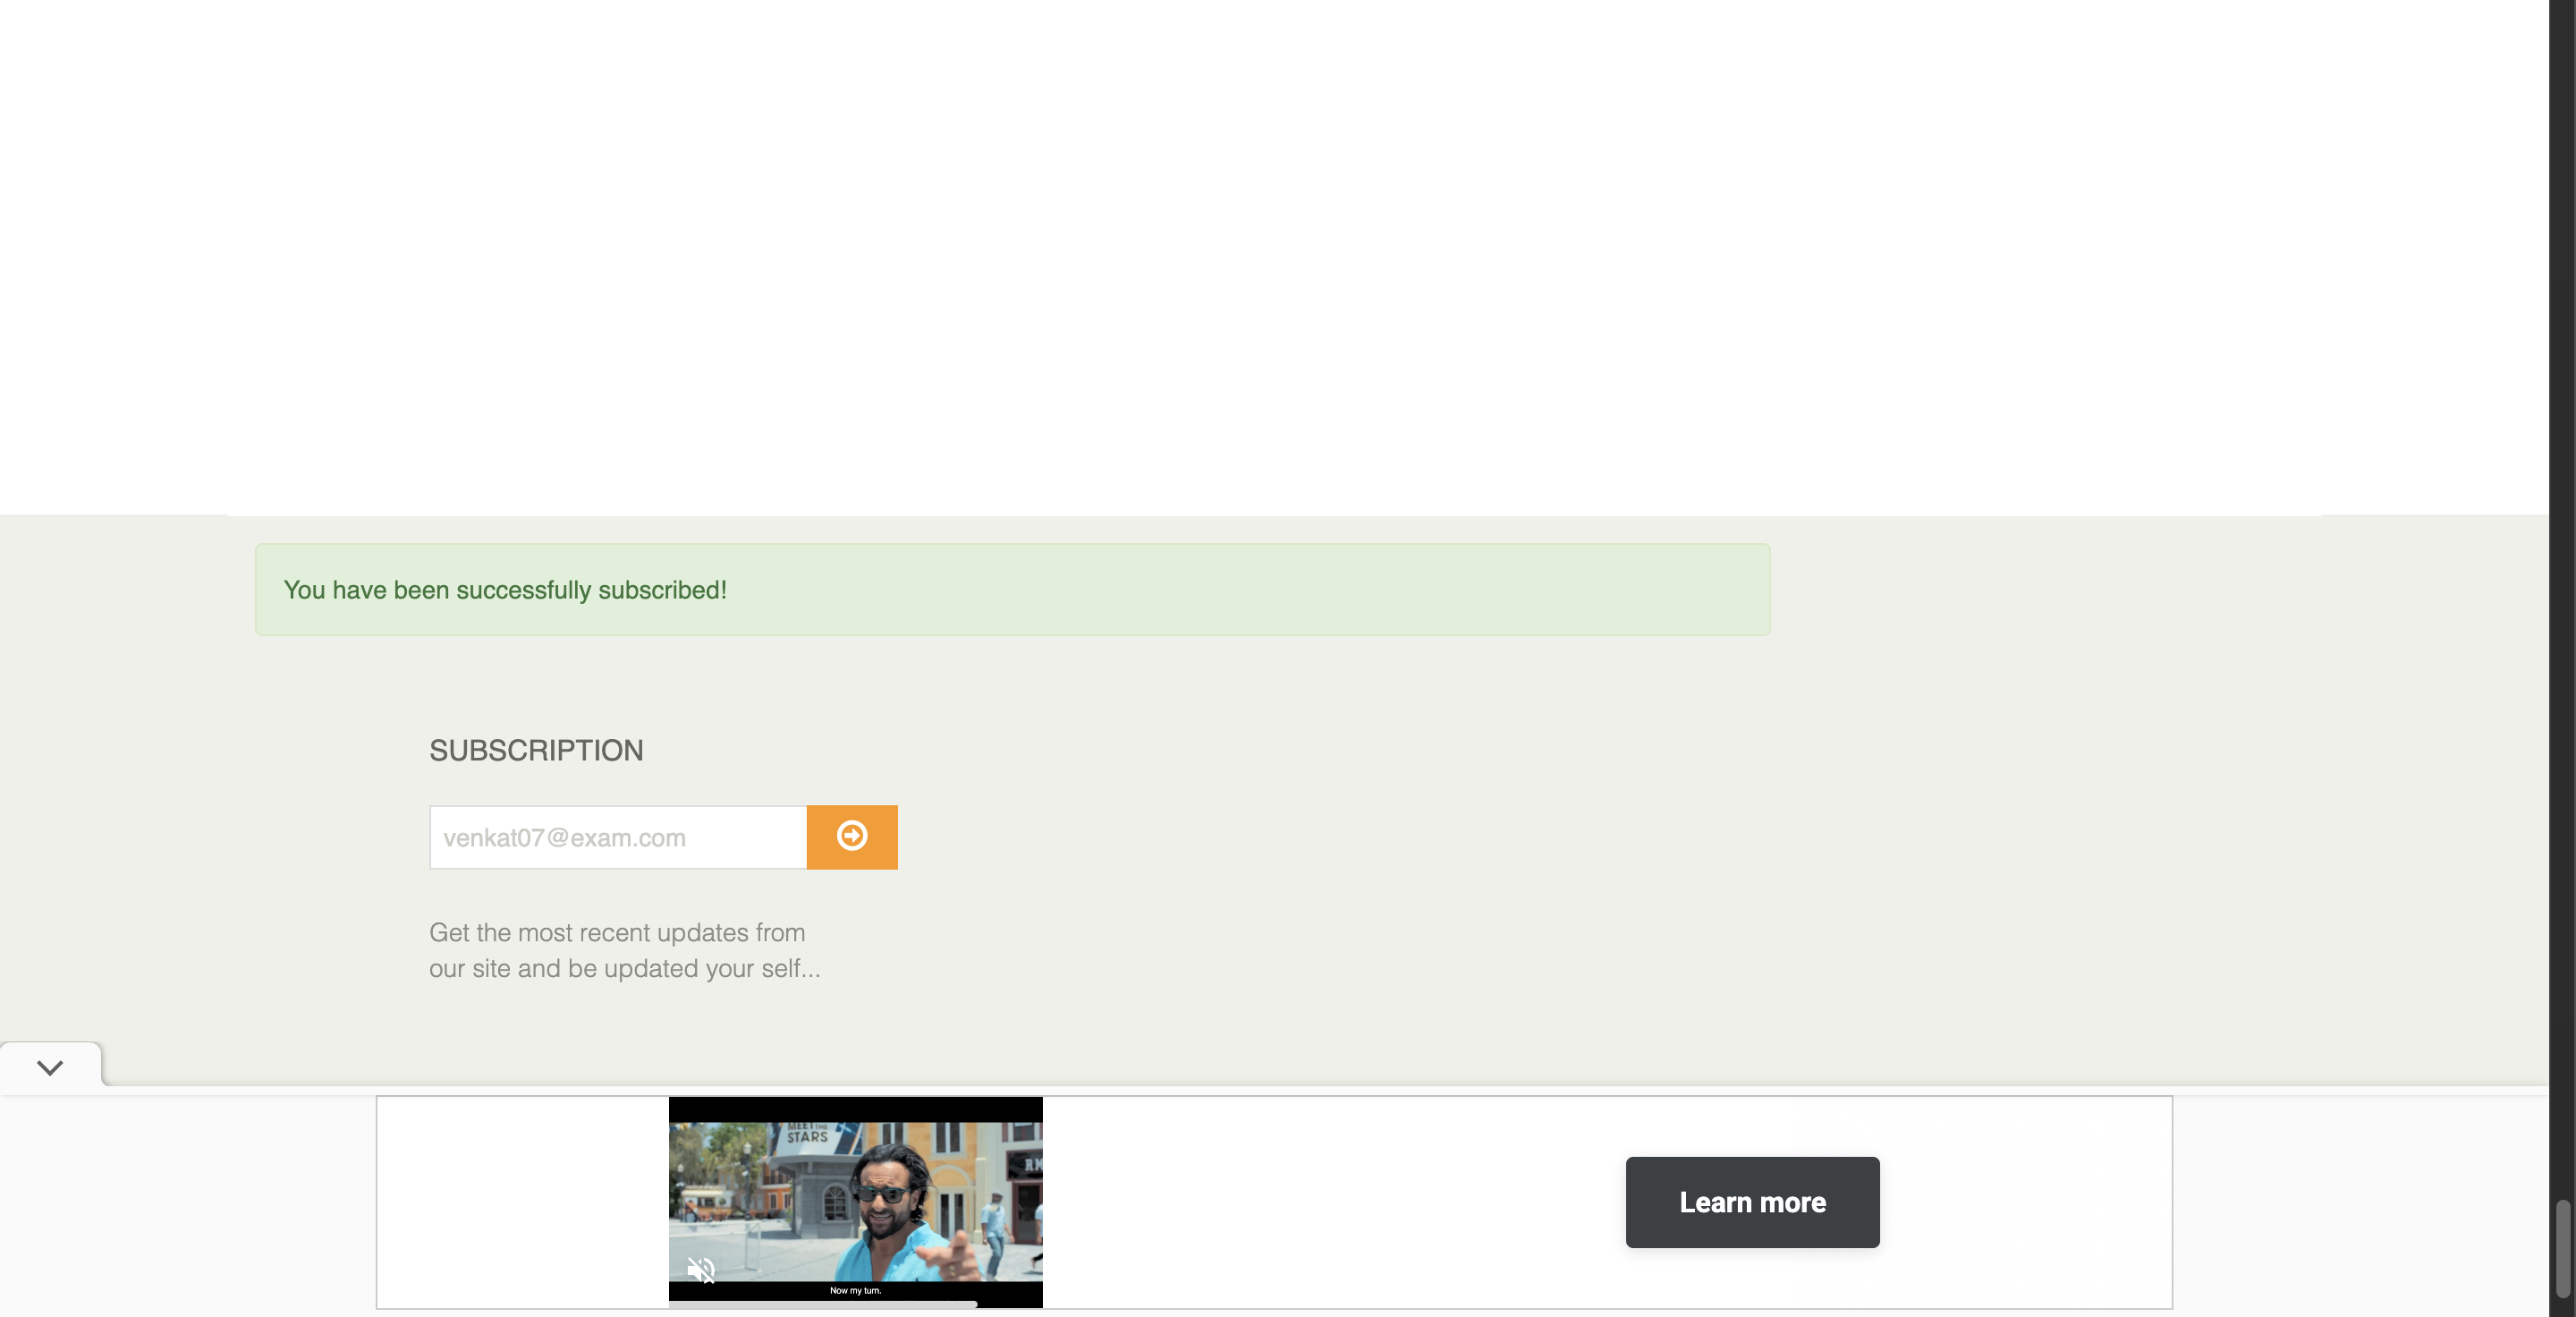 You have been successfully subscribed!
SUBSCRIPTION
venkat07@exam.com
Get the most recent updates from
our site and be updated your self...
MEET THE
STARS
Learn more
Now my turn.